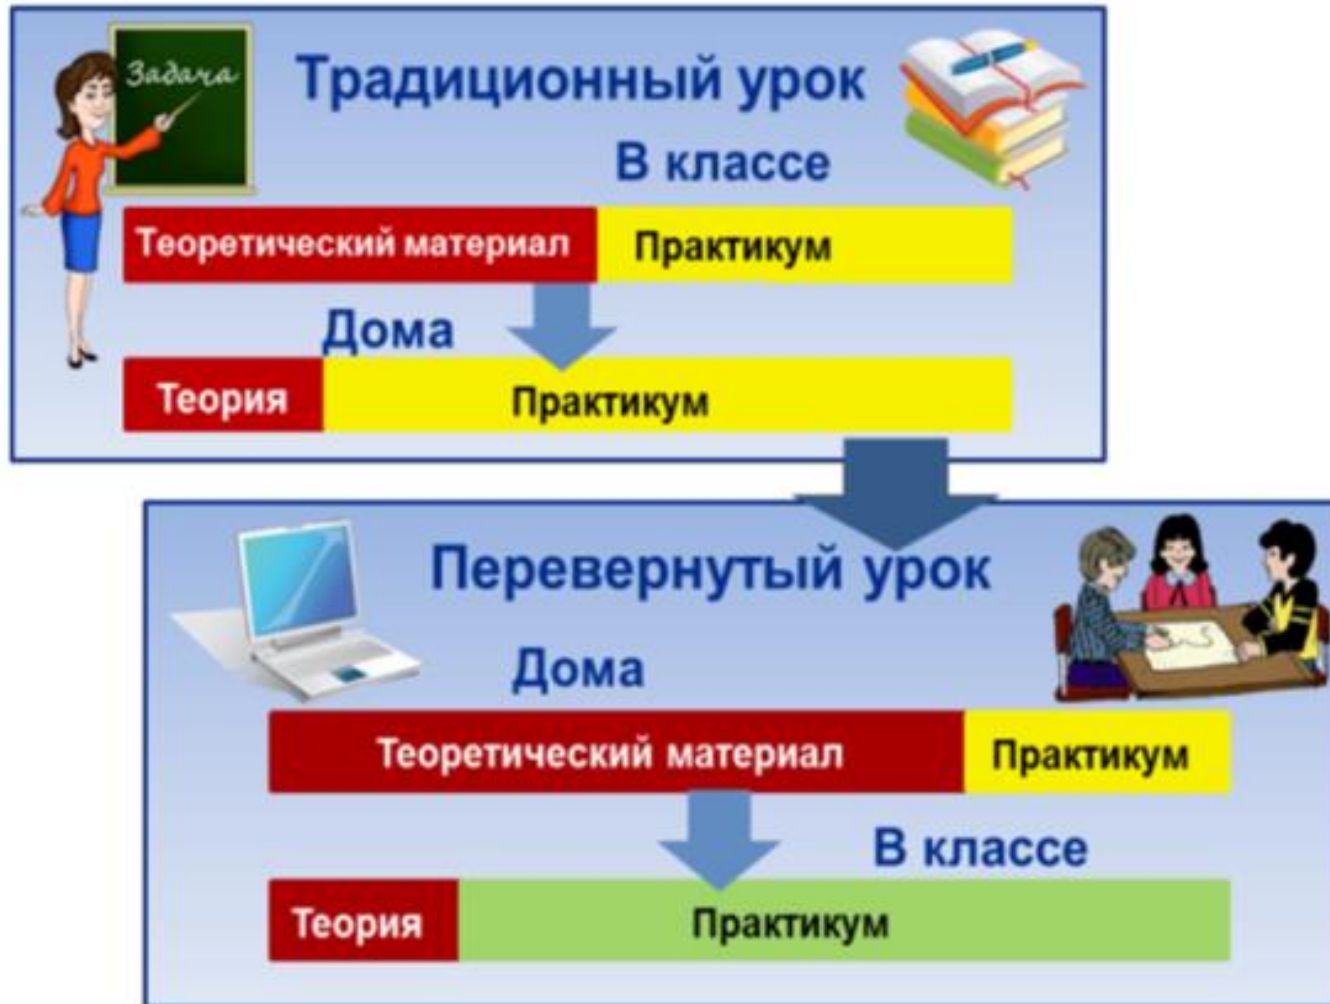 Задача
Традиционный урок
В классе
Теоретический материал Практикум
Дома
Теория Практикум
Перевернутый урок
Дома
Теоретический материал Практикум
В классе
Теория Практикум